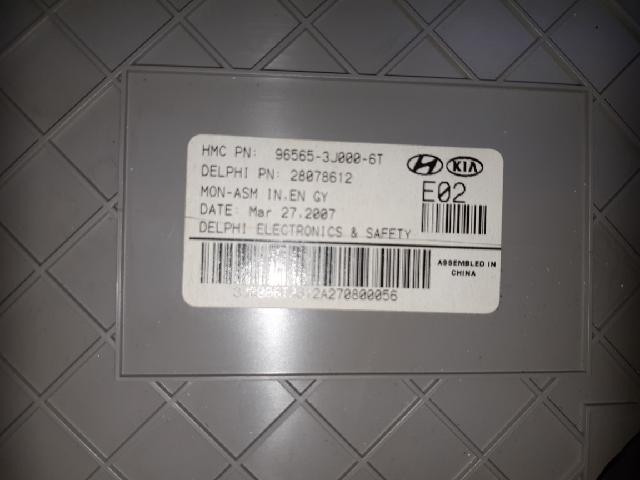 HMC PN: 96565-3J000-6T
KIA
DELPHI PN: 28078612
E02
MON-ASM IN.EN GY
DATE: Mar 27.2007
DELPHI ELECTRONICS & SAFETY
ASSEMBLED IN
CHINA